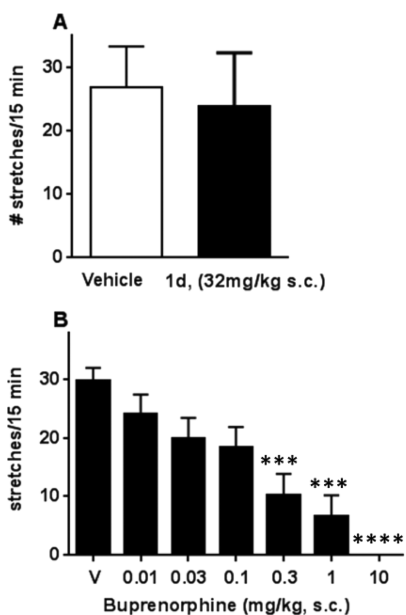 A
# stretches/15 min
30
20
10
0
Vehicle 1d, (32mg/kg s.c.)
B
stretches/15 min
30
20
10
0
***
***
****
V 0.01 0.03 0.1 0.3 1 10
Buprenorphine (mg/kg, s.c.)